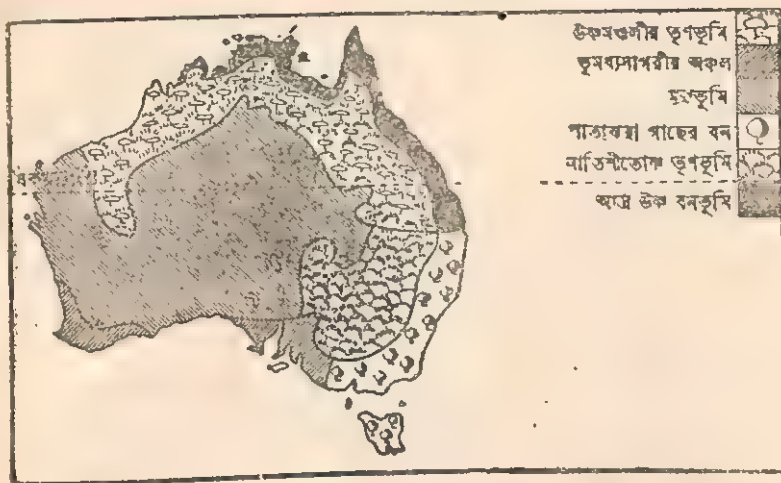 উষ্ণমণ্ডলীর তৃণভূমি
ভূমধ্যসাগরীয় অঞ্চল
মরুভূমি
পাতাঝরা গাছের বন
নাতিশীতোষ্ণ তৃণভূমি
আর্দ্র উষ্ণ বনভূমি